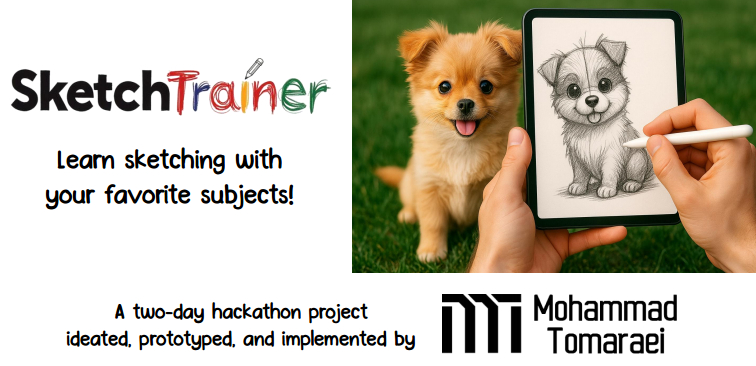 SketchTrainer
Learn sketching with
your favorite subjects!
A two-day hackathon project
ideated, prototyped, and implemented by
Mohammad
Tomaraei